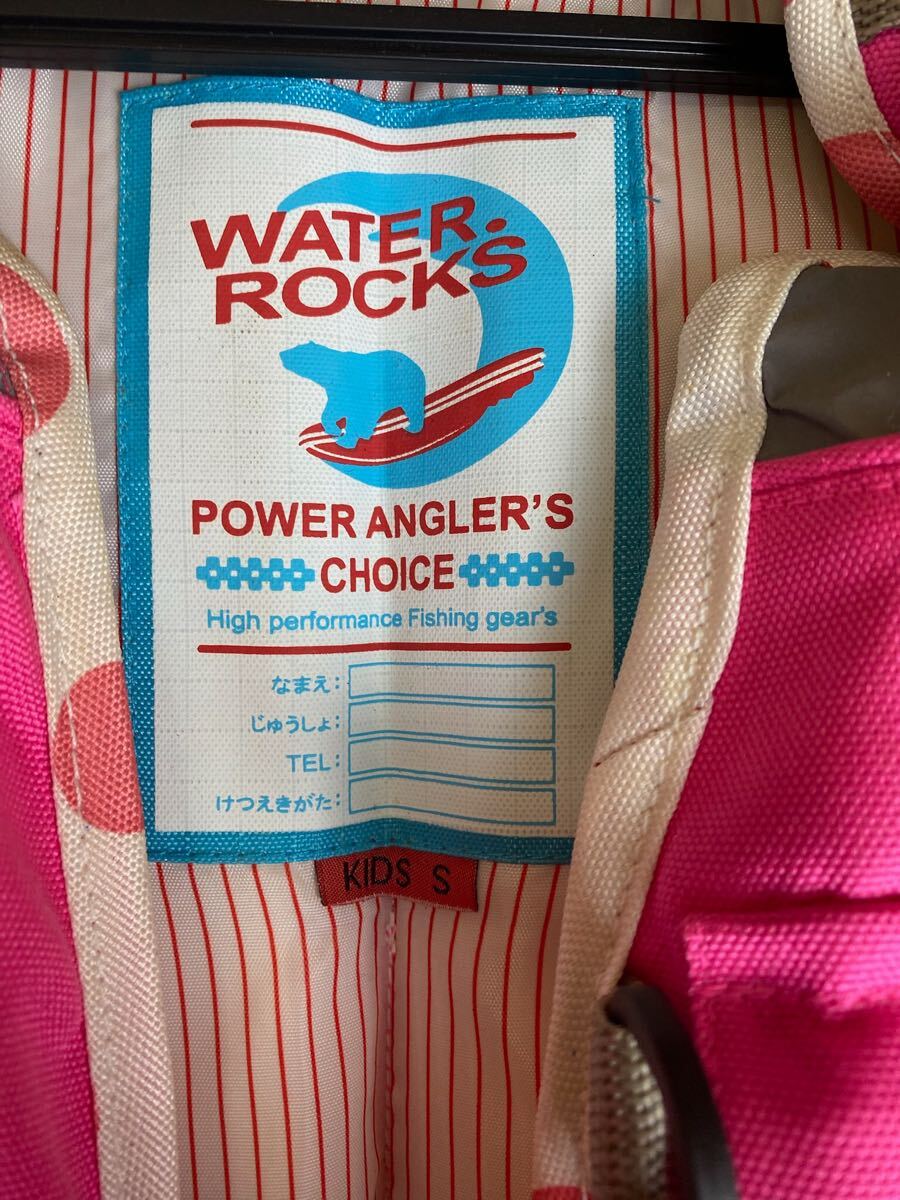 WATER.
ROCK'S
POWER ANGLER'S
CHOICE
High performance Fishing gear's
なまえ:
じゅうしょ:
TEL:
けつえきがた:
KIDS S